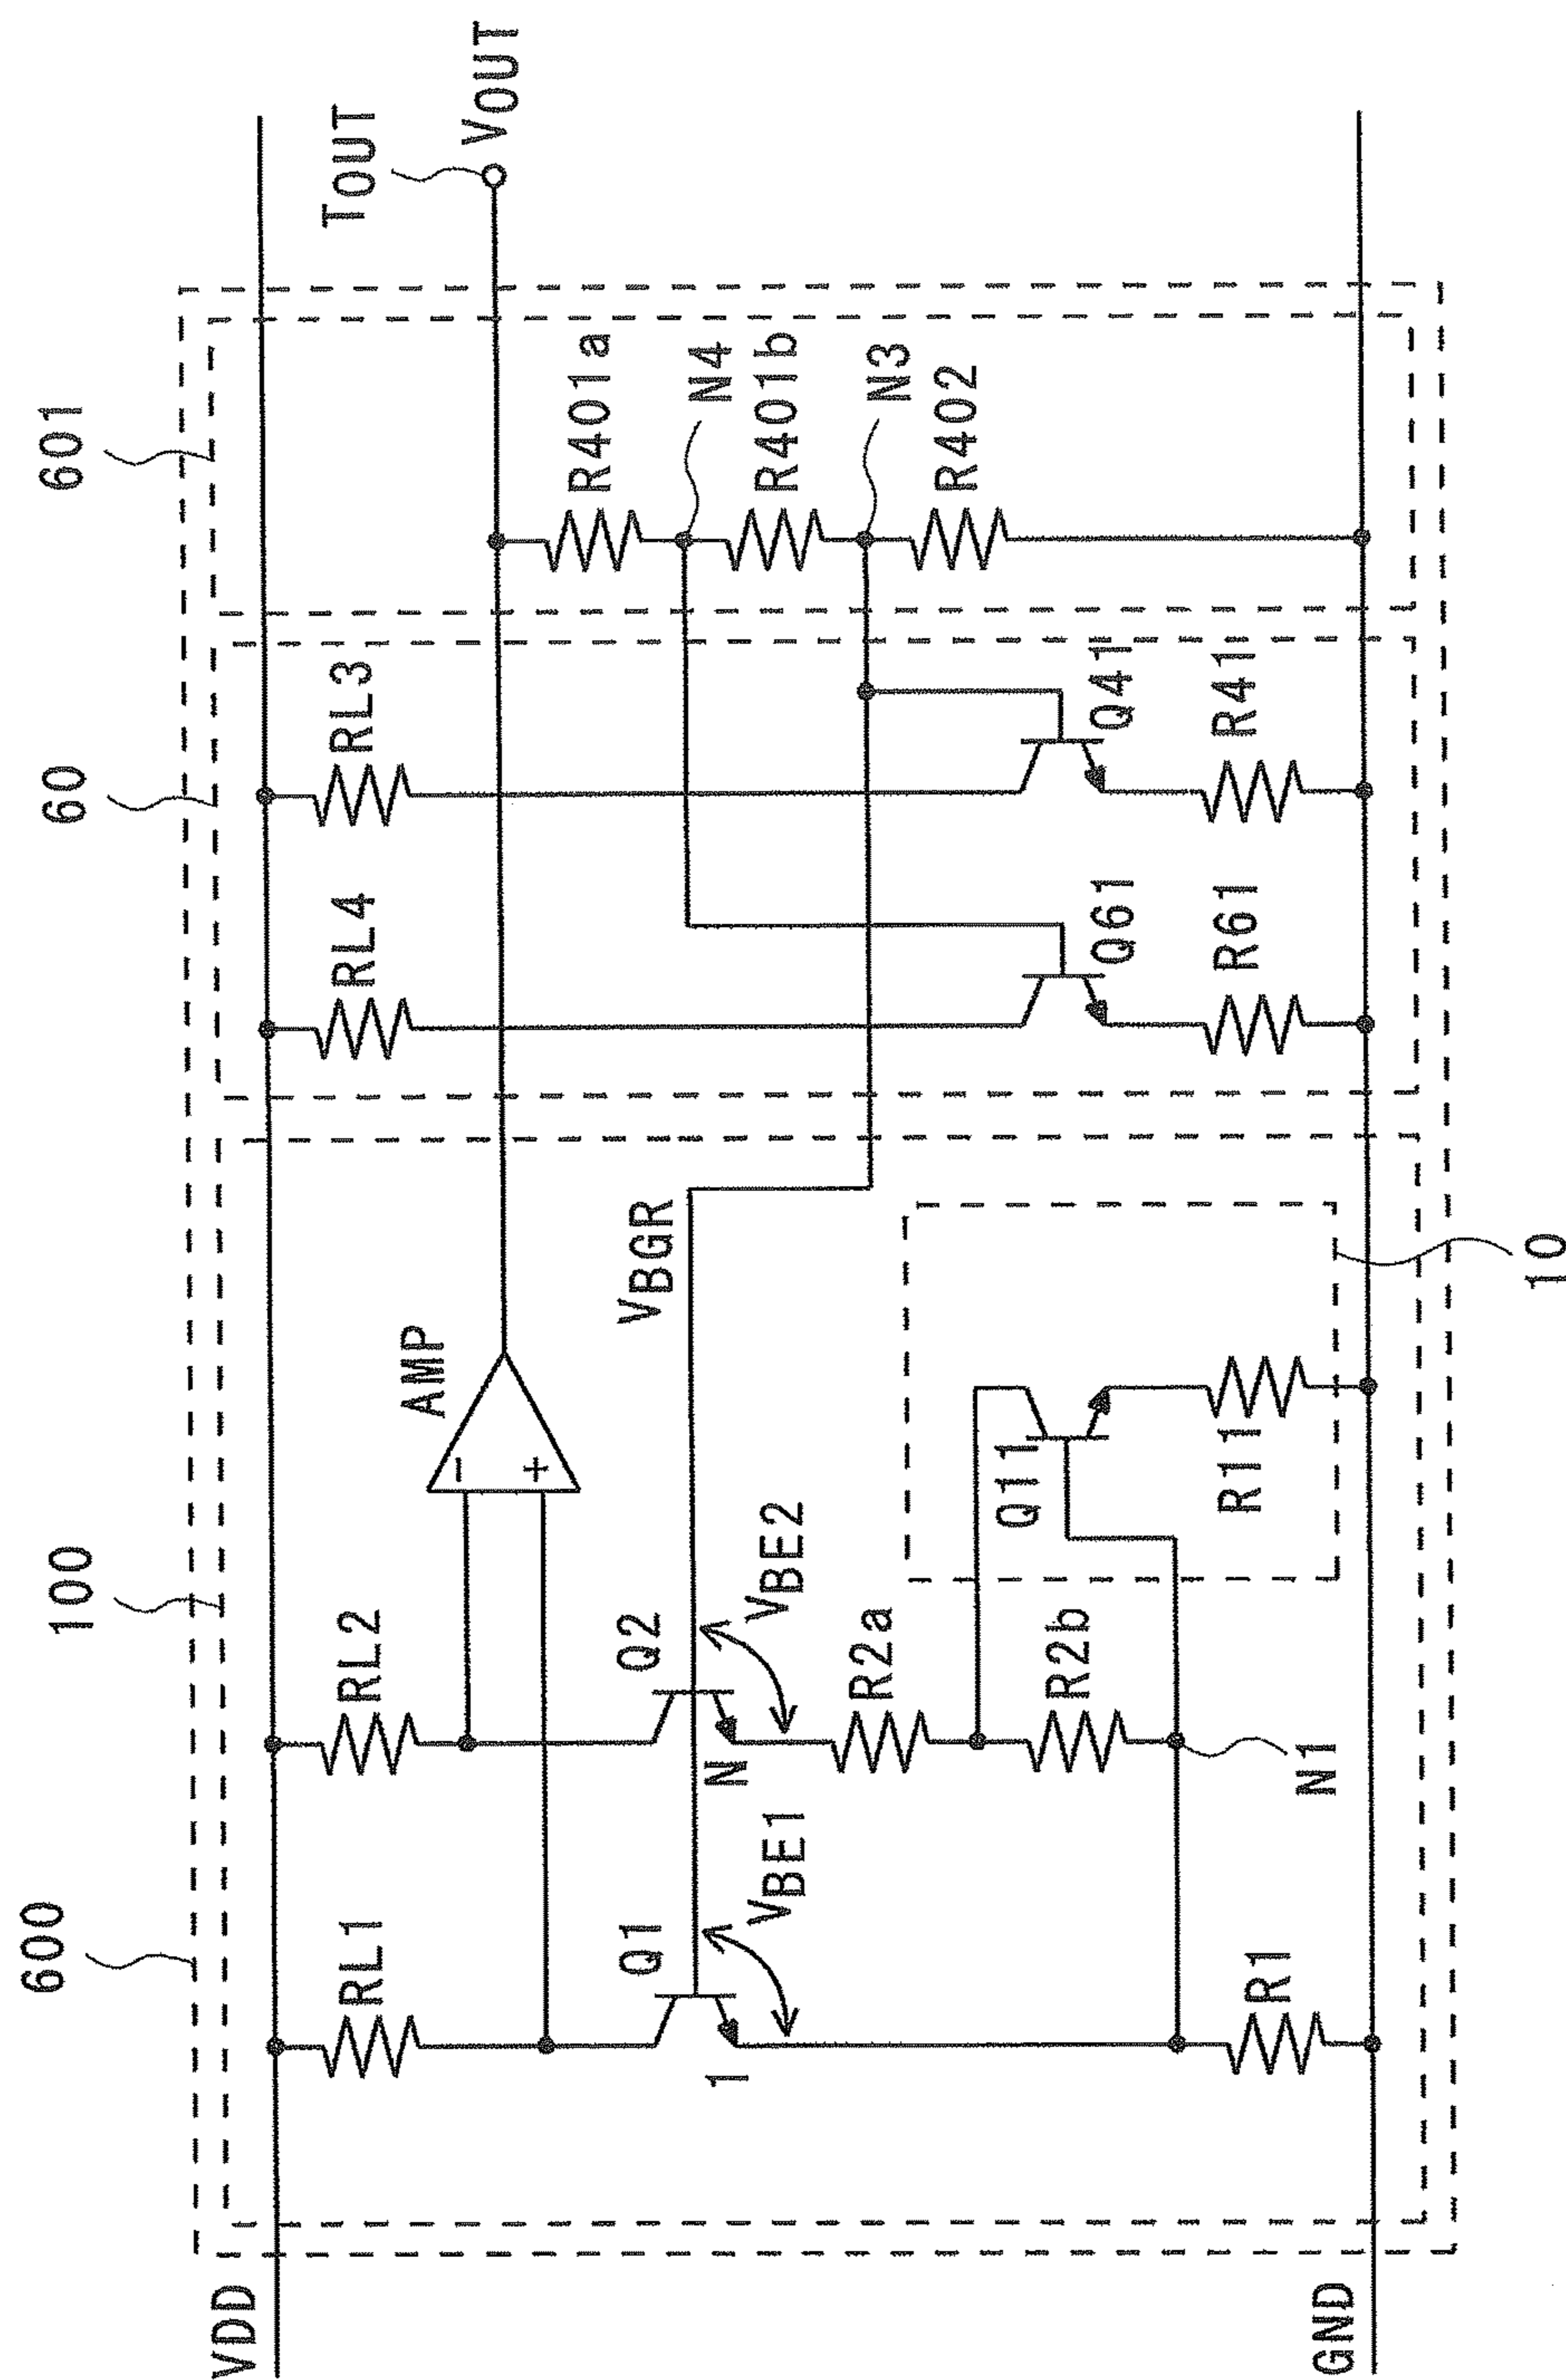 600
100
60
601
VDD
RL1
RL2
RL4
RL3
TOUT
VOUT
AMP
-
+
Q1
Q2
VBGR
1
N
VBE1
VBE2
R2a
R2b
Q11
R11
N1
R1
10
Q61
R61
Q41
R41
R401a
N4
R401b
N3
R402
GND